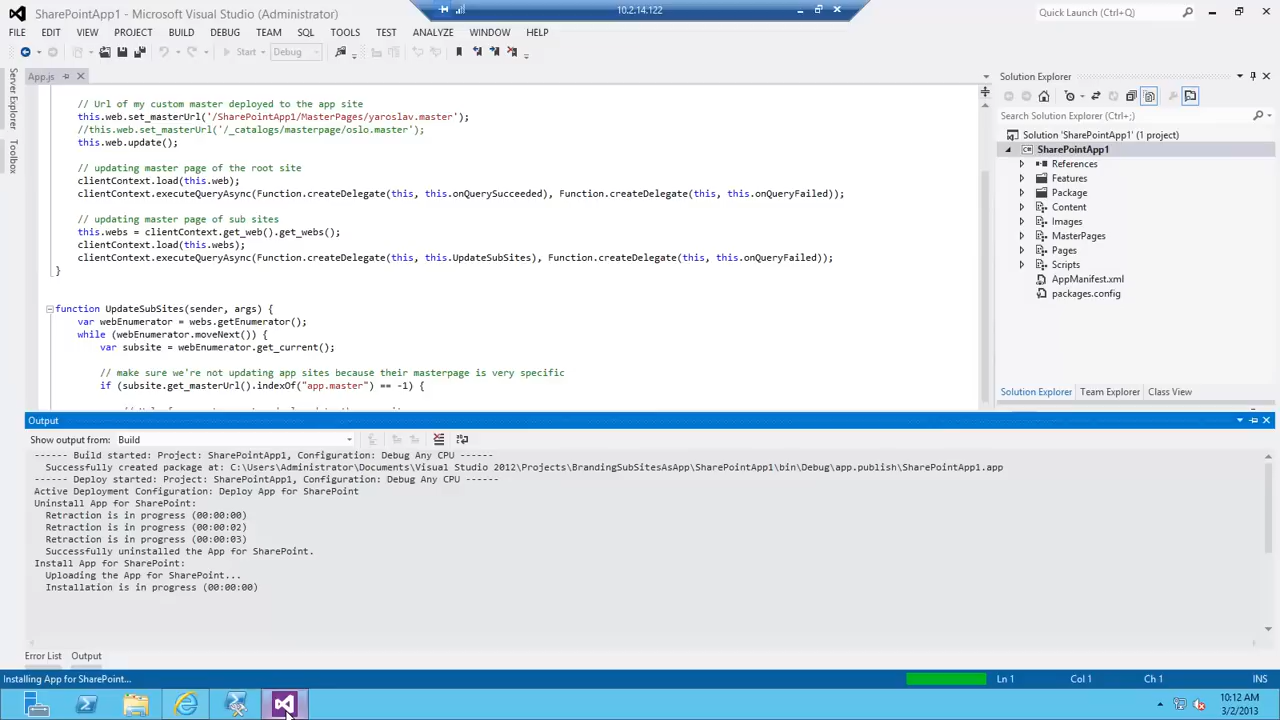 SharePointApp1 - Microsoft Visual Studio (Administrator)
10.2.14.122
Quick Launch (Ctrl+Q)
FILE EDIT VIEW PROJECT BUILD DEBUG TEAM SQL TOOLS TEST ANALYZE WINDOW HELP
Start Debug
Server Explorer
Toolbox
App.js
// Url of my custom master deployed to the app site
this.web.set_masterUrl('/SharePointApp1/MasterPages/yaroslav.master');
//this.web.set_masterUrl('/_catalogs/masterpage/oslo.master');
this.web.update();
// updating master page of the root site
clientContext.load(this.web);
clientContext.executeQueryAsync(Function.createDelegate(this, this.onQuerySucceeded), Function.createDelegate(this, this.onQueryFailed));
// updating master page of sub sites
this.webs = clientContext.get_web().get_webs();
clientContext.load(this.webs);
clientContext.executeQueryAsync(Function.createDelegate(this, this.UpdateSubSites), Function.createDelegate(this, this.onQueryFailed));
}
function UpdateSubSites(sender, args) {
var webEnumerator = webs.getEnumerator();
while (webEnumerator.moveNext()) {
var subsite = webEnumerator.get_current();
// make sure we're not updating app sites because their masterpage is very specific
if (subsite.get_masterUrl().indexOf("app.master") == -1) {
Solution Explorer
Search Solution Explorer (Ctrl+;)
Solution 'SharePointApp1' (1 project)
SharePointApp1
References
Features
Package
Content
Images
MasterPages
Pages
Scripts
AppManifest.xml
packages.config
Solution Explorer Team Explorer Class View
Output
Show output from: Build
------ Build started: Project: SharePointApp1, Configuration: Debug Any CPU ------
Successfully created package at: C:\Users\Administrator\Documents\Visual Studio 2012\Projects\BrandingSubSitesAsApp\SharePointApp1\bin\Debug\app.publish\SharePointApp1.app
------ Deploy started: Project: SharePointApp1, Configuration: Debug Any CPU ------
Active Deployment Configuration: Deploy App for SharePoint
Uninstall App for SharePoint:
Retraction is in progress (00:00:00)
Retraction is in progress (00:00:02)
Retraction is in progress (00:00:03)
Successfully uninstalled the App for SharePoint.
Install App for SharePoint:
Uploading the App for SharePoint...
Installation is in progress (00:00:00)
Error List Output
Installing App for SharePoint...
Ln 1 Col 1 Ch 1 INS
10:12 AM
3/2/2013